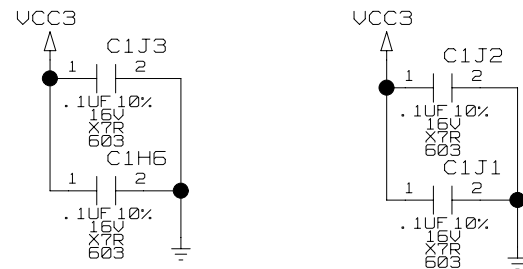 VCC3
C1J3
1 2
.1UF 10%
16V
X7R
603
C1H6
1 2
.1UF 10%
16V
X7R
603
VCC3
C1J2
1 2
.1UF 10%
16V
X7R
603
C1J1
1 2
.1UF 10%
16V
X7R
603